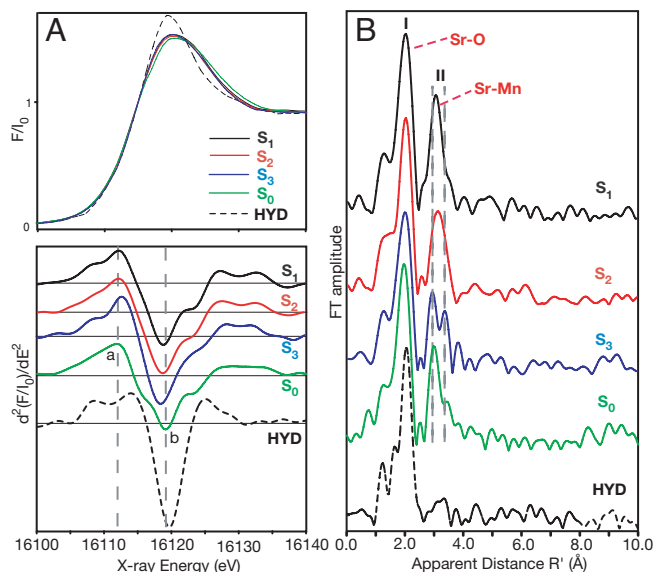 A
F/I₀
1
0
S₁
S₂
S₃
S₀
HYD
d²(F/I₀)/dE²
a
b
S₁
S₂
S₃
S₀
HYD
16100 16110 16120 16130 16140
X-ray Energy (eV)
B
I
Sr-O
II
Sr-Mn
FT amplitude
S₁
S₂
S₃
S₀
HYD
0.0 2.0 4.0 6.0 8.0 10.0
Apparent Distance R' (Å)